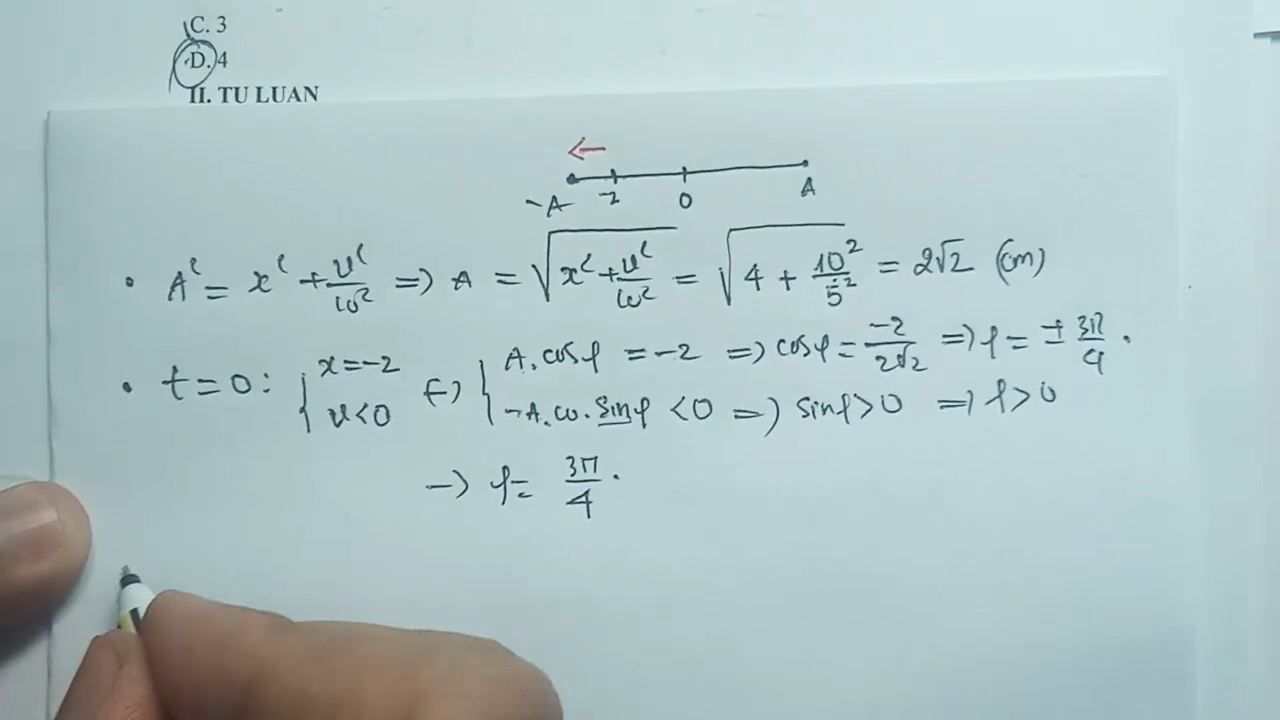 C. 3
D. 4
II. TU LUAN
-A -2 0 A
• A² = x² + v²/ω² => A = √(x² + v²/ω²) = √(4 + 10²/5²) = 2√2 (cm)
• t=0: { x=-2 v<0 <=> { A.cosφ = -2 => cosφ = -2/2√2 => φ = ± 3π/4.
-A.ω.sinφ < 0 => sinφ > 0 => φ > 0
-> φ = 3π/4.